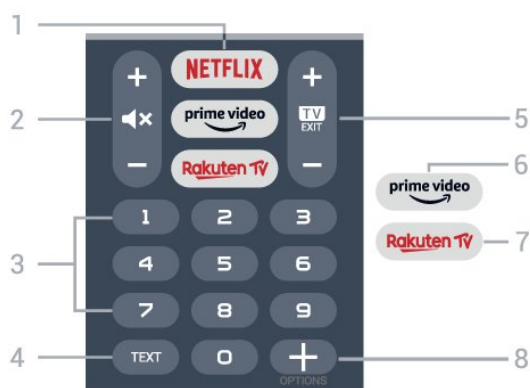 1
NETFLIX
+
+
2
prime video
TV
EXIT
5
-
-
6
prime video
Rakuten TV
Rakuten TV
7
1 2 3
3
4 5 6
7 8 9
4
TEXT 0 +
8
OPTIONS